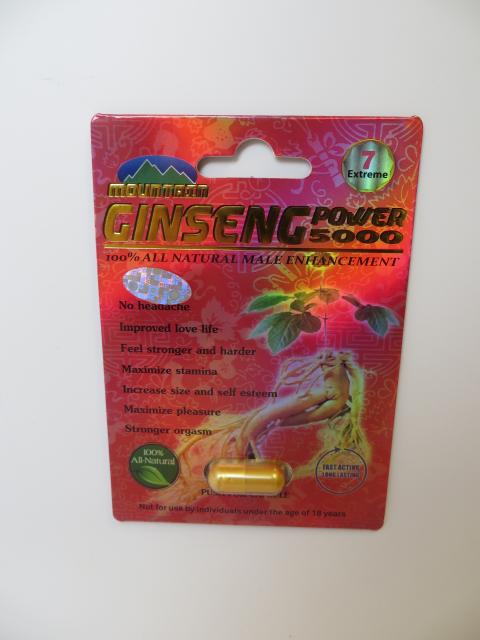 7
Extreme
MOUNTAIN
GINSENG POWER
5000
100% ALL NATURAL MALE ENHANCEMENT
No headache
Improved love life
Feel stronger and harder
Maximize stamina
Increase size and self esteem
Maximize pleasure
Stronger orgasm
100%
All-Natural
FAST ACTING
LONG LASTING
Not for use by individuals under the age of 18 years